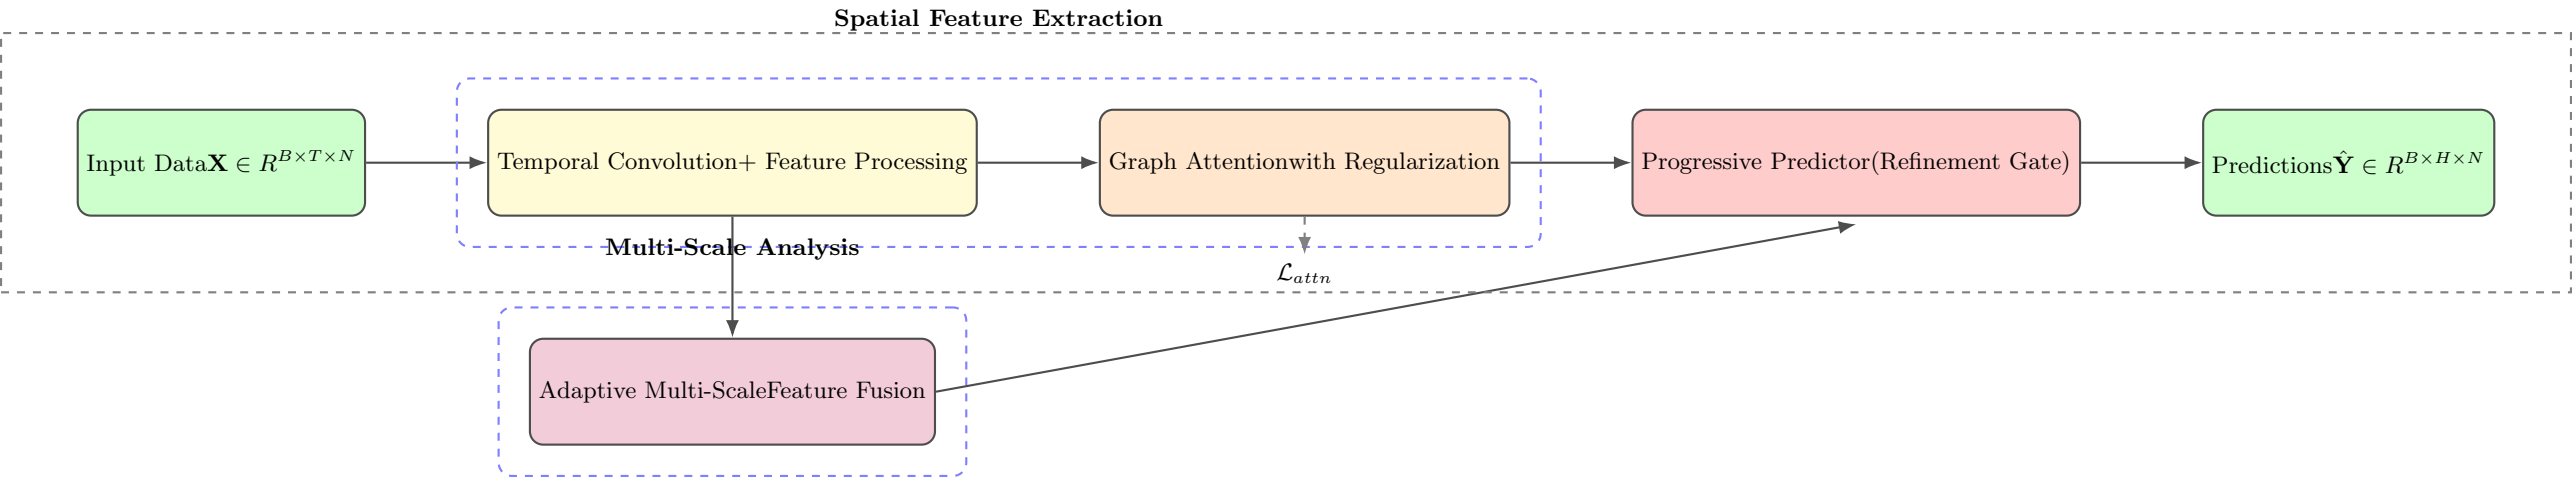 Spatial Feature Extraction
Input Data𝐗 ∈ R^{B×T×N}
Temporal Convolution+ Feature Processing
Graph Attentionwith Regularization
Progressive Predictor(Refinement Gate)
Predictions𝐘̂ ∈ R^{B×H×N}
Multi-Scale Analysis
ℒ_{attn}
Adaptive Multi-ScaleFeature Fusion